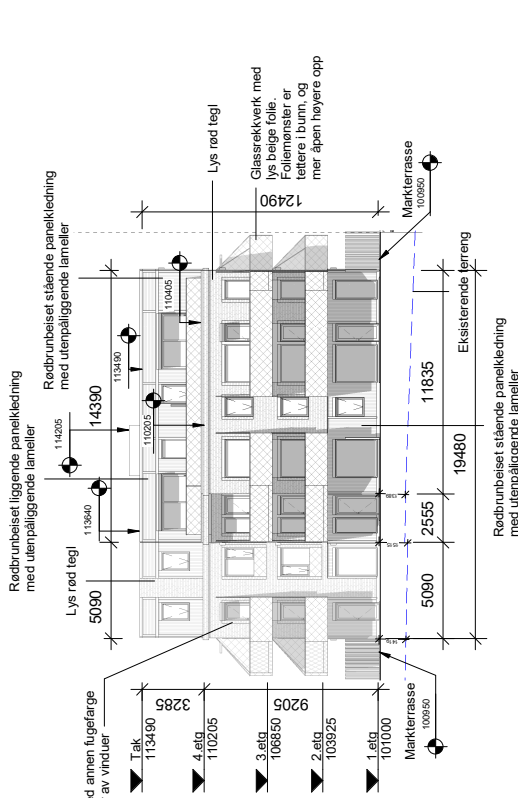 Rødbrunbeiset liggende panelkledning
med utenpåliggende lameller
Rødbrunbeiset stående panelkledning
med utenpåliggende lameller
Lys rød tegl
5090
14390
113640
114205
113490
110205
110405
Lys rød tegl
Glassrekkverk med
lys beige folie.
Foliemønster er
tettere i bunn, og
mer åpen høyere opp
12490
annen fugefarge
av vinduer
Tak
113490
3285
4.etg
110205
9205
3.etg
106850
2.etg
103925
1.etg
101000
Markterrasse
100950
Markterrasse
100950
5090
2555
11835
19480
Eksisterende terreng
Rødbrunbeiset stående panelkledning
med utenpåliggende lameller